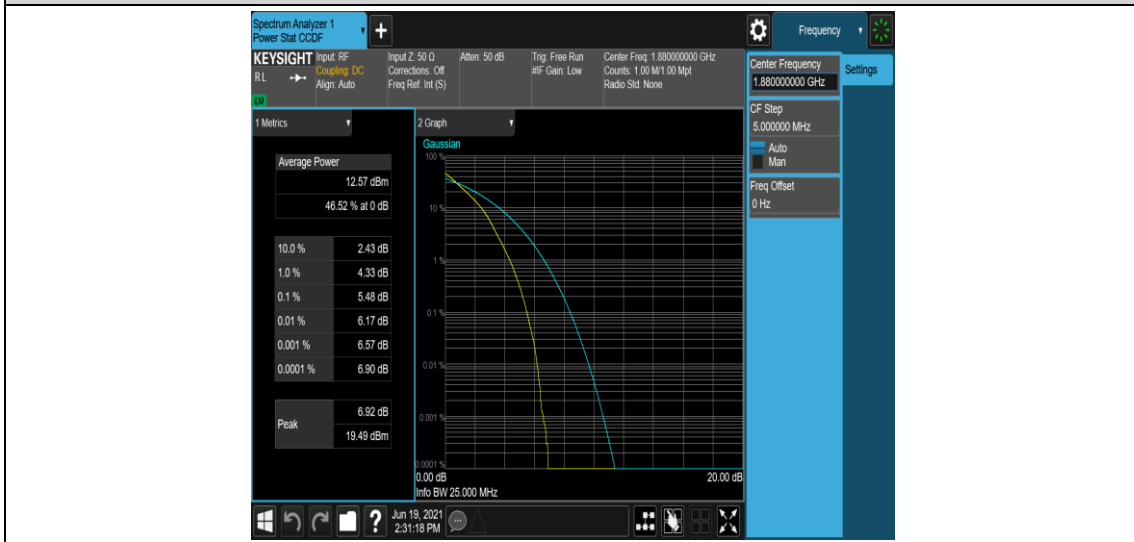 Spectrum Analyzer 1
Power Stat CCDF
+
Frequency
KEYSIGHT
RL
LXI
Input: RF
Coupling: DC
Align: Auto
Input Z: 50 Ω
Corrections: Off
Freq Ref: Int (S)
Atten: 50 dB
Trig: Free Run
#IF Gain: Low
Center Freq: 1.880000000 GHz
Counts: 1.00 M/1.00 Mpt
Radio Std: None
Center Frequency
1.880000000 GHz
Settings
CF Step
5.000000 MHz
Auto
Man
Freq Offset
0 Hz
1 Metrics
Average Power
12.57 dBm
46.52 % at 0 dB
10.0 % 2.43 dB
1.0 % 4.33 dB
0.1 % 5.48 dB
0.01 % 6.17 dB
0.001 % 6.57 dB
0.0001 % 6.90 dB
Peak
6.92 dB
19.49 dBm
2 Graph
Gaussian
100 %
10 %
1 %
0.1 %
0.01 %
0.001 %
0.0001 %
0.00 dB 20.00 dB
Info BW 25.000 MHz
?
Jun 19, 2021
2:31:18 PM